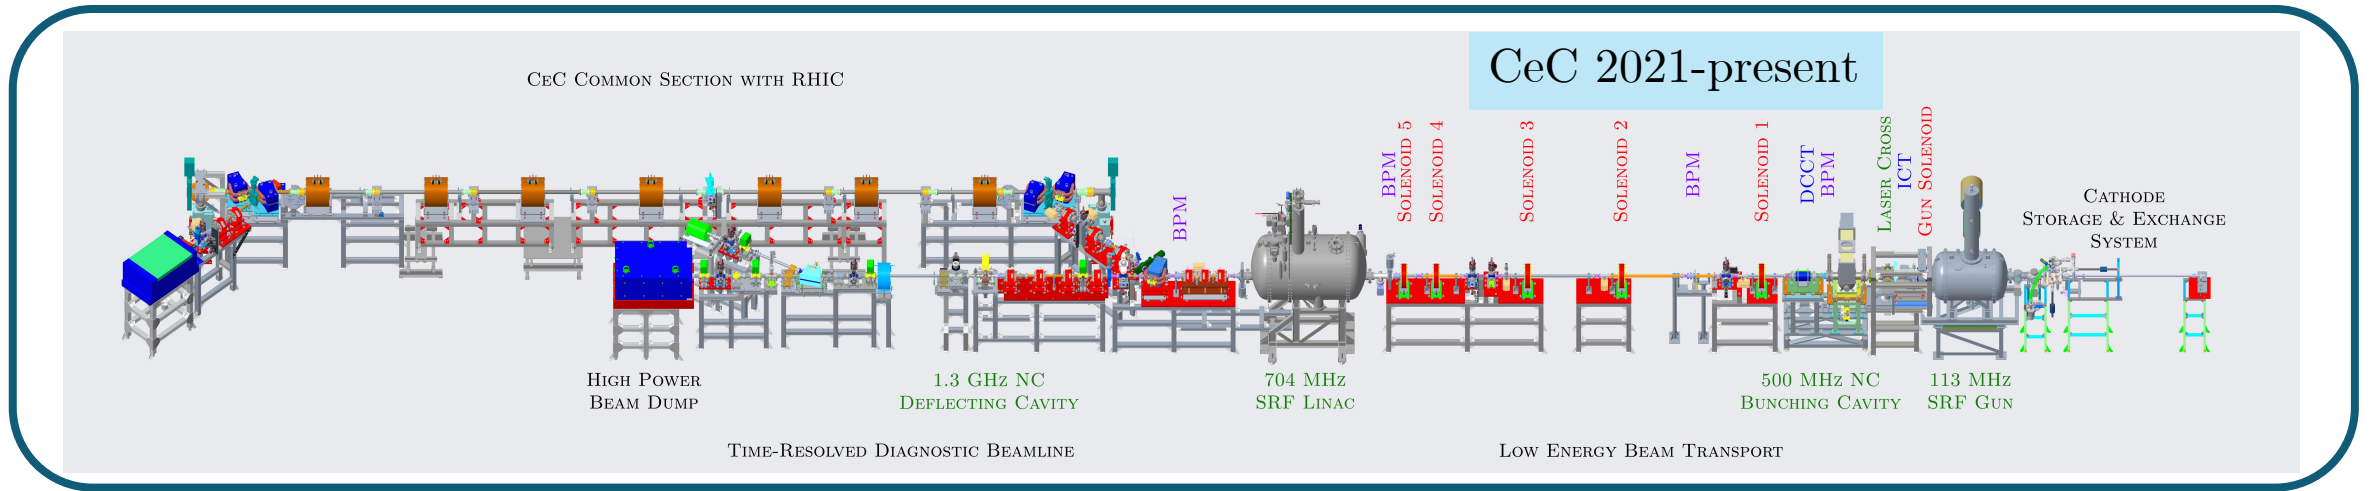 CeC 2021-present
CeC Common Section with RHIC
BPM
BPM
Solenoid 5
Solenoid 4
Solenoid 3
Solenoid 2
BPM
Solenoid 1
DCCT
BPM
Laser Cross
ICT
Gun Solenoid
Cathode
Storage & Exchange
System
High Power
Beam Dump
1.3 GHz NC
Deflecting Cavity
704 MHz
SRF Linac
500 MHz NC
Bunching Cavity
113 MHz
SRF Gun
Time-Resolved Diagnostic Beamline
Low Energy Beam Transport